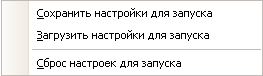 Сохранить настройки для запуска
Загрузить настройки для запуска
Сброс настроек для запуска